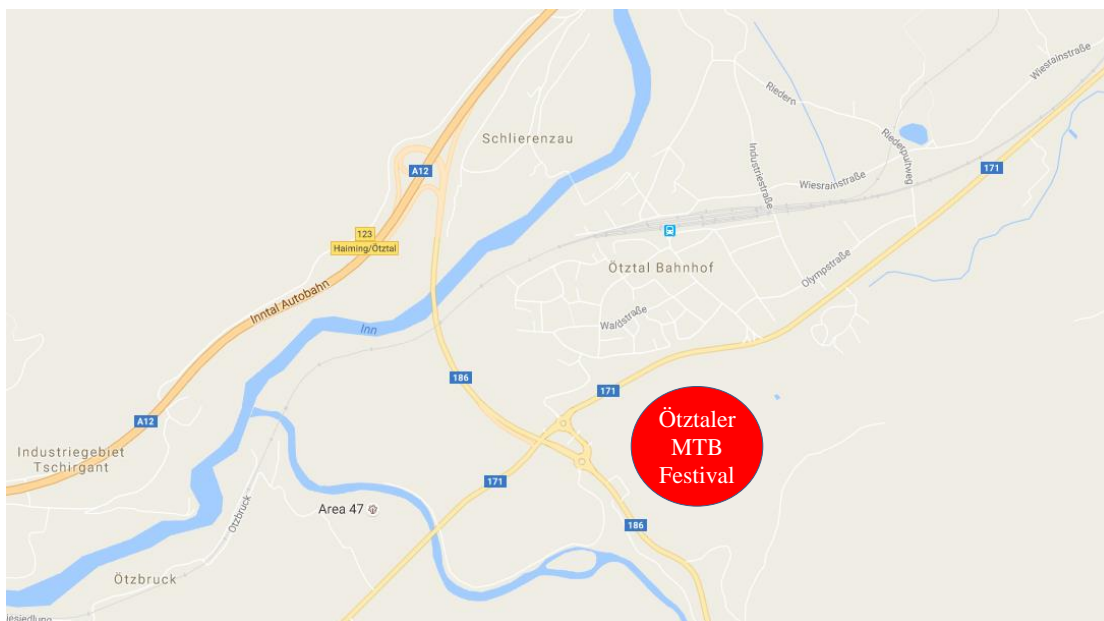 Wiesrainstraße
Riedern
Schlierenzau
A12
Industriestraße
Riederpuitweg
171
Wiesrainstraße
123
Haiming/Ötztal
Ötztal Bahnhof
Olympstraße
Inntal Autobahn
Inn
Waldstraße
186
171
Ötztaler
MTB
Festival
A12
Industriegebiet
Tschirgant
171
Area 47
Ötzbruck
186
Ötzbruck